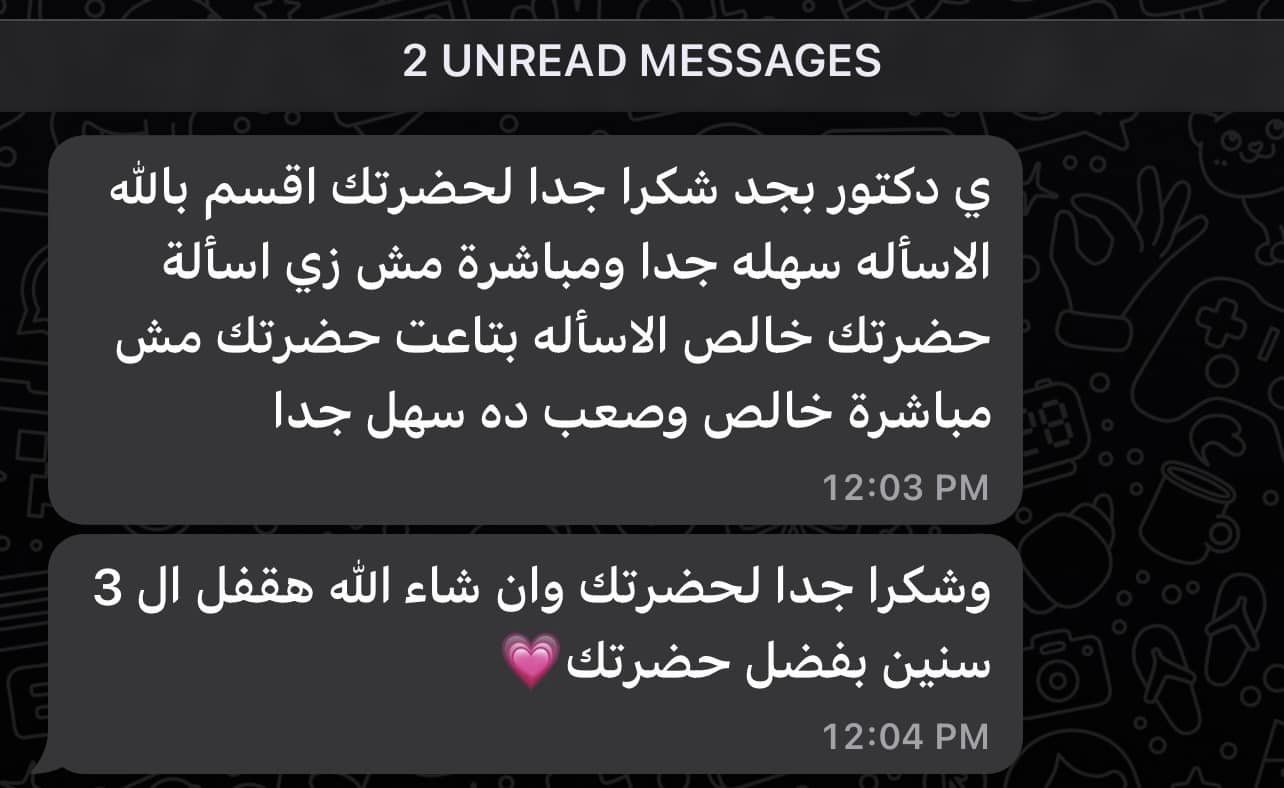 2 UNREAD MESSAGES
ي دكتور بجد شكرا جدا لحضرتك اقسم بالله
الاسأله سهله جدا ومباشرة مش زي اسألة
حضرتك خالص الاسأله بتاعت حضرتك مش
مباشرة خالص وصعب ده سهل جدا
12:03 PM
وشكرا جدا لحضرتك وان شاء الله هقفل ال 3
سنين بفضل حضرتك💗
12:04 PM